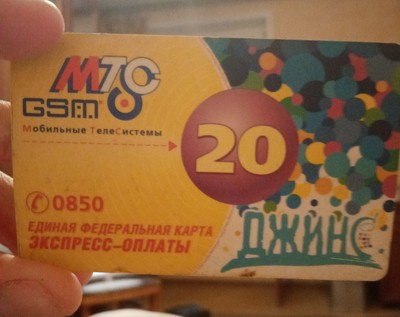 МТС
GSM
Мобильные ТелеСистемы
20
0850
ЕДИНАЯ ФЕДЕРАЛЬНАЯ КАРТА
ЭКСПРЕСС-ОПЛАТЫ
ДЖИНС